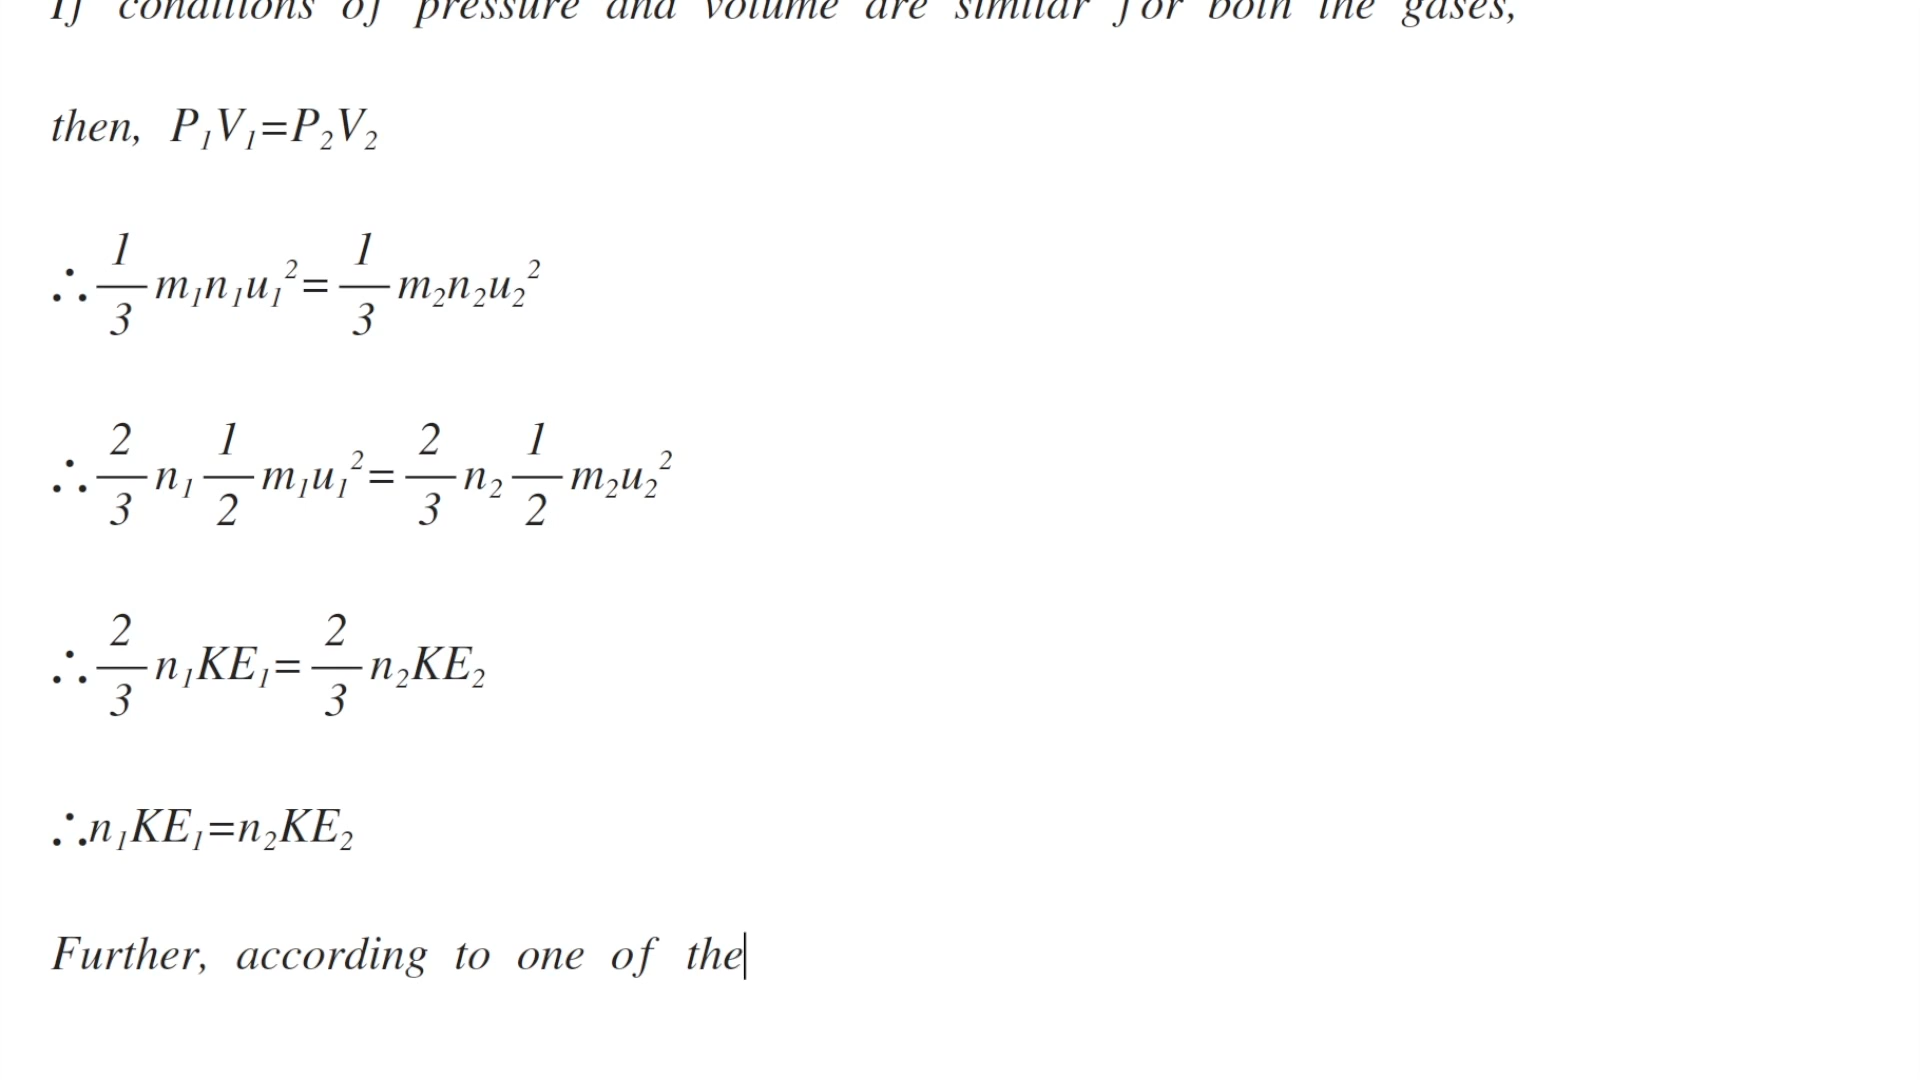 If conditions of pressure and volume are similar for both the gases,
then, P₁V₁=P₂V₂
∴ 1/3 m₁n₁u₁²= 1/3 m₂n₂u₂²
∴ 2/3 n₁ 1/2 m₁u₁²= 2/3 n₂ 1/2 m₂u₂²
∴ 2/3 n₁KE₁= 2/3 n₂KE₂
∴n₁KE₁=n₂KE₂
Further, according to one of the